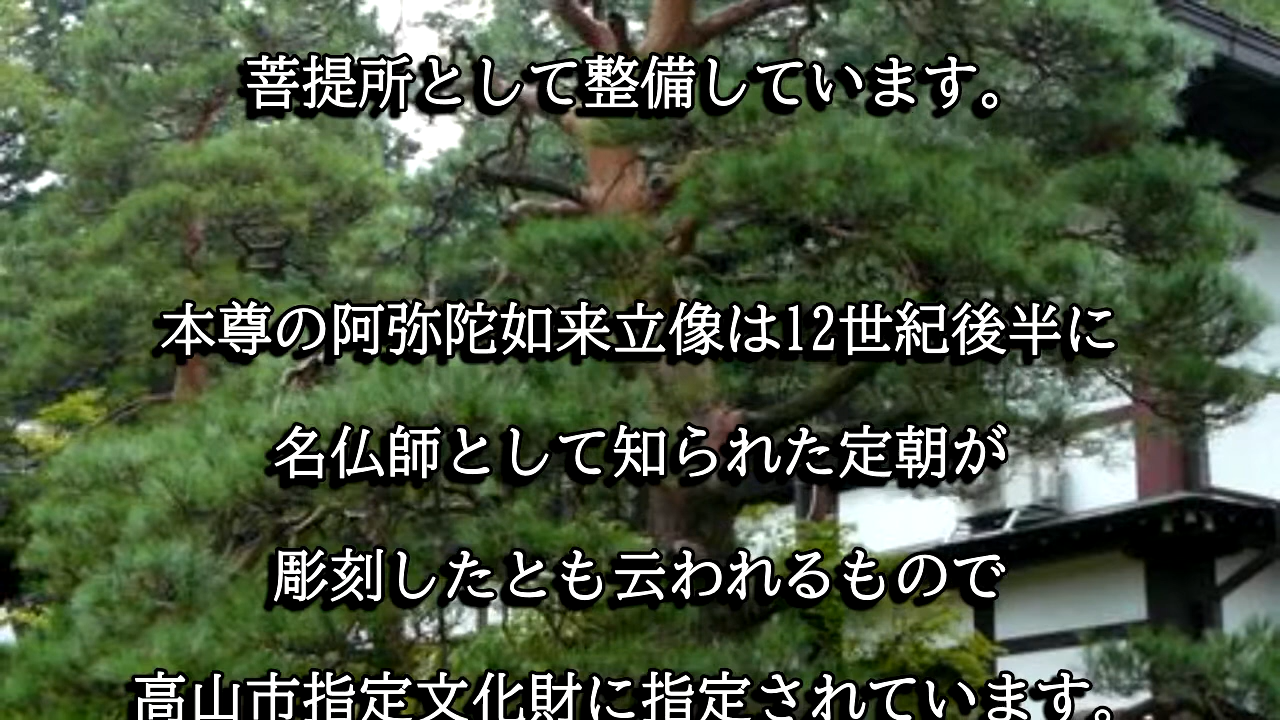 菩提所として整備しています。
本尊の阿弥陀如来立像は12世紀後半に
名仏師として知られた定朝が
彫刻したとも云われるもので
高山市指定文化財に指定されています。